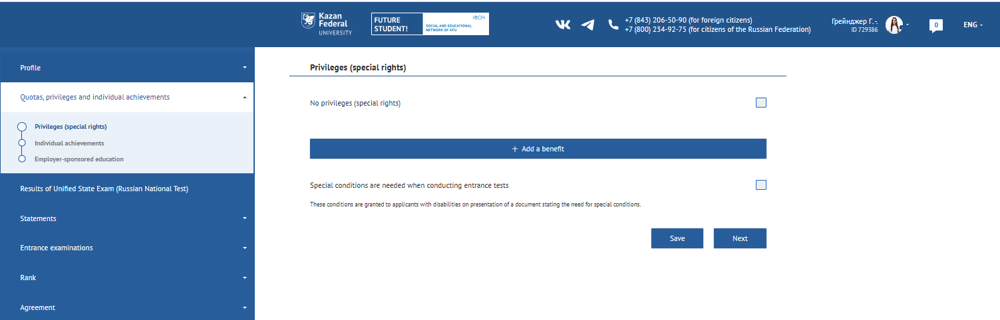 Kazan
Federal
UNIVERSITY
FUTURE
STUDENT!
1804
SOCIAL AND EDUCATIONAL
NETWORK OF KFU
+7 (843) 206-50-90 (for foreign citizens)
+7 (800) 234-92-75 (for citizens of the Russian Federation)
Грейнджер Г. -.
ID 729386
0
ENG
Profile
Quotas, privileges and individual achievements
Privileges (special rights)
Individual achievements
Employer-sponsored education
Results of Unified State Exam (Russian National Test)
Statements
Entrance examinations
Rank
Agreement
Privileges (special rights)
No privileges (special rights)
+ Add a benefit
Special conditions are needed when conducting entrance tests
These conditions are granted to applicants with disabilities on presentation of a document stating the need for special conditions.
Save
Next